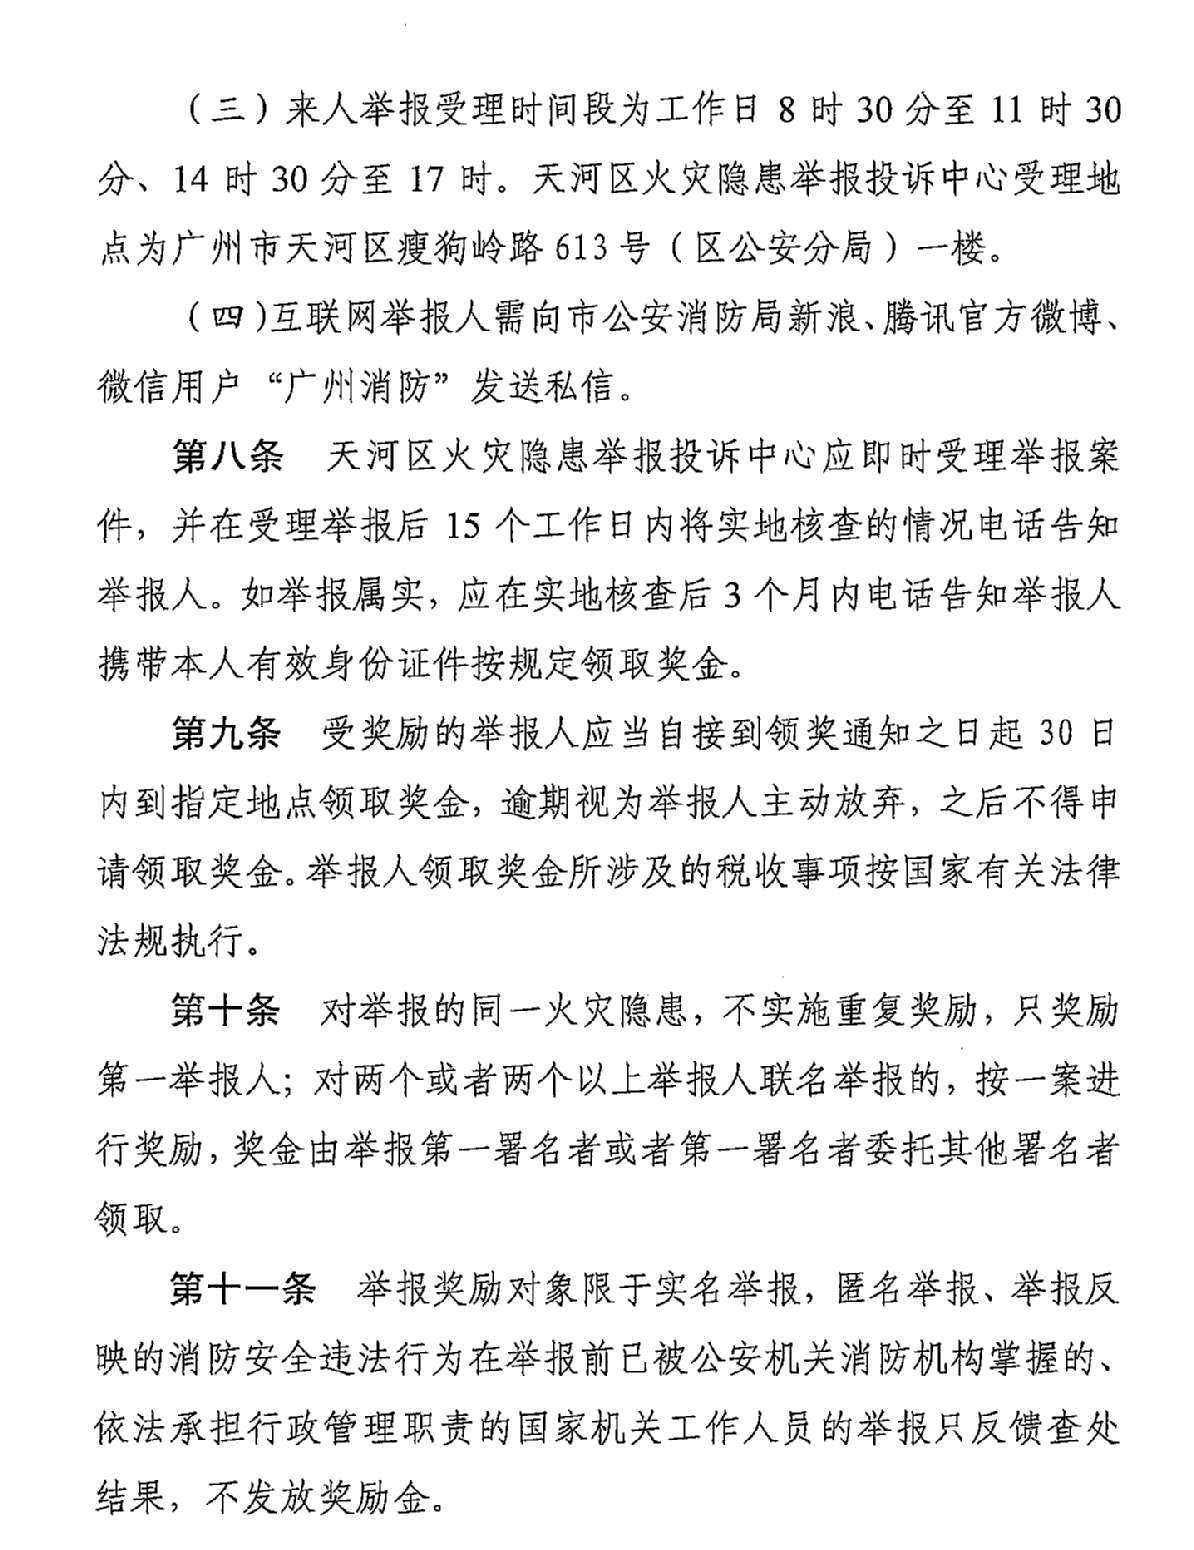 （三）来人举报受理时间段为工作日 8 时 30 分至 11 时 30
分、14 时 30 分至 17 时。天河区火灾隐患举报投诉中心受理地
点为广州市天河区瘦狗岭路 613 号（区公安分局）一楼。
（四）互联网举报人需向市公安消防局新浪、腾讯官方微博、
微信用户“广州消防”发送私信。
第八条 天河区火灾隐患举报投诉中心应即时受理举报案
件，并在受理举报后 15 个工作日内将实地核查的情况电话告知
举报人。如举报属实，应在实地核查后 3 个月内电话告知举报人
携带本人有效身份证件按规定领取奖金。
第九条 受奖励的举报人应当自接到领奖通知之日起 30 日
内到指定地点领取奖金，逾期视为举报人主动放弃，之后不得申
请领取奖金。举报人领取奖金所涉及的税收事项按国家有关法律
法规执行。
第十条 对举报的同一火灾隐患，不实施重复奖励，只奖励
第一举报人；对两个或者两个以上举报人联名举报的，按一案进
行奖励，奖金由举报第一署名者或者第一署名者委托其他署名者
领取。
第十一条 举报奖励对象限于实名举报，匿名举报、举报反
映的消防安全违法行为在举报前已被公安机关消防机构掌握的、
依法承担行政管理职责的国家机关工作人员的举报只反馈查处
结果，不发放奖励金。